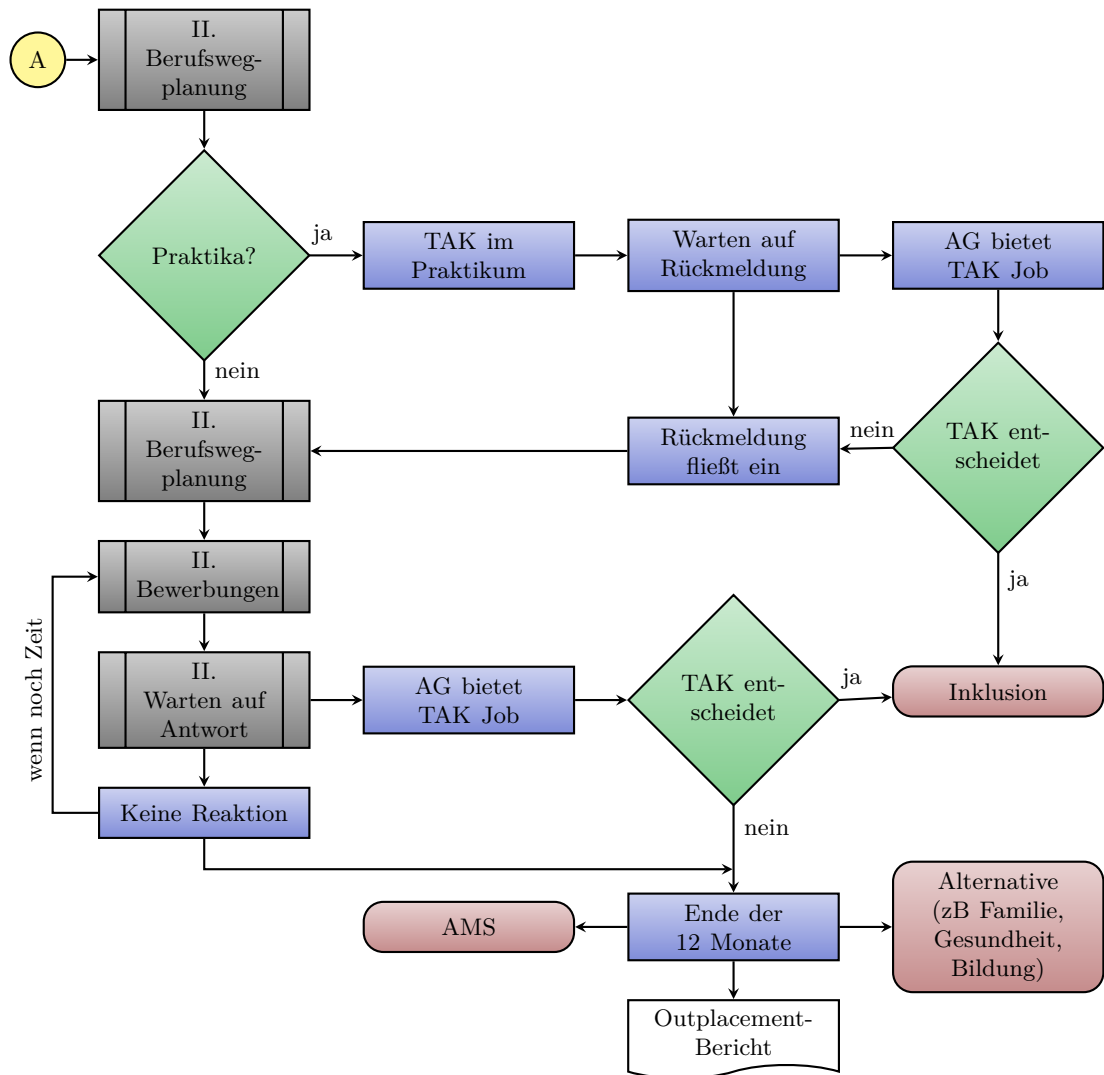 A
II.
Berufsweg-
planung
Praktika?
ja
TAK im
Praktikum
Warten auf
Rückmeldung
AG bietet
TAK Job
nein
II.
Berufsweg-
planung
Rückmeldung
fließt ein
nein
TAK ent-
scheidet
ja
II.
Bewerbungen
wenn noch Zeit
II.
Warten auf
Antwort
AG bietet
TAK Job
TAK ent-
scheidet
ja
Inklusion
Keine Reaktion
nein
AMS
Ende der
12 Monate
Alternative
(zB Familie,
Gesundheit,
Bildung)
Outplacement-
Bericht